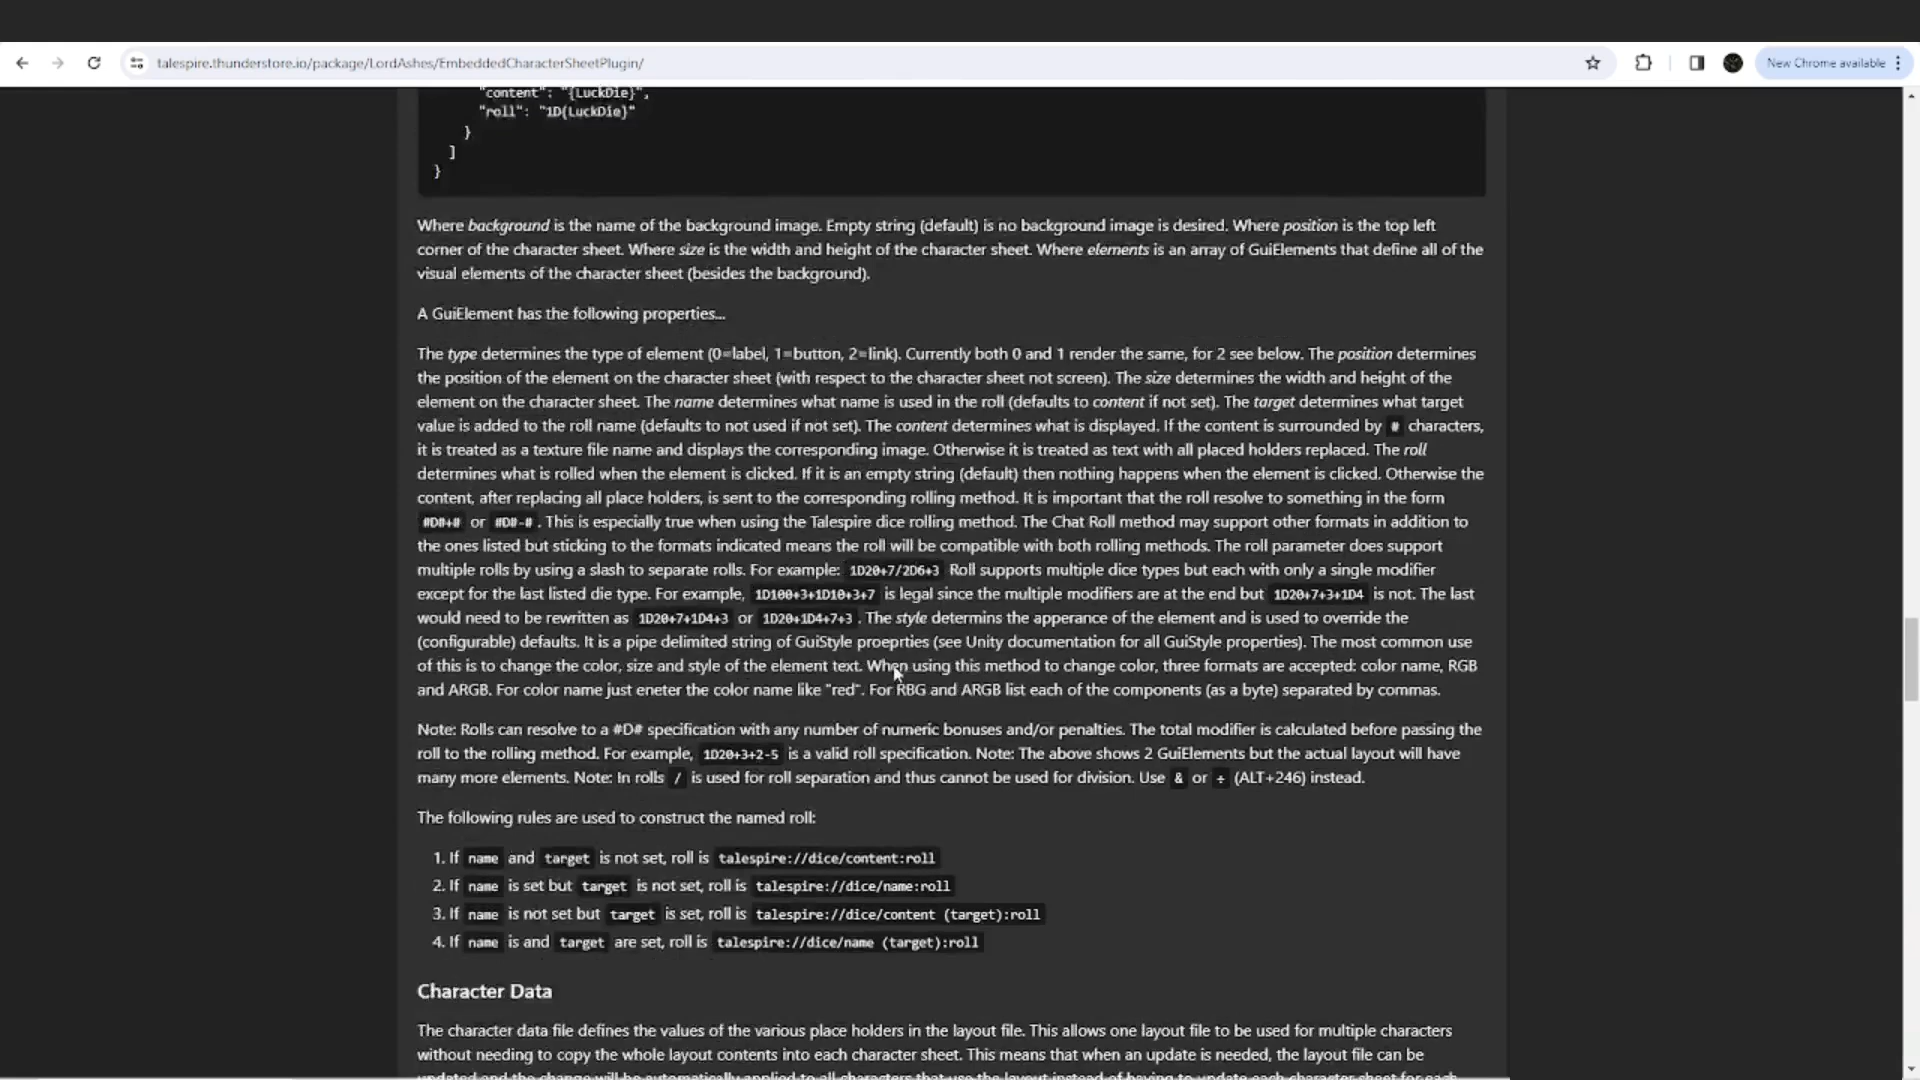 talespire.thunderstore.io/package/LordAshes/EmbeddedCharacterSheetPlugin/
New Chrome available
"content": "{LuckDie}",
"roll": "1D{LuckDie}"
}
]
}
Where background is the name of the background image. Empty string (default) is no background image is desired. Where position is the top left
corner of the character sheet. Where size is the width and height of the character sheet. Where elements is an array of GuiElements that define all of the
visual elements of the character sheet (besides the background).
A GuiElement has the following properties...
The type determines the type of element (0=label, 1=button, 2=link). Currently both 0 and 1 render the same, for 2 see below. The position determines
the position of the element on the character sheet (with respect to the character sheet not screen). The size determines the width and height of the
element on the character sheet. The name determines what name is used in the roll (defaults to content if not set). The target determines what target
value is added to the roll name (defaults to not used if not set). The content determines what is displayed. If the content is surrounded by # characters,
it is treated as a texture file name and displays the corresponding image. Otherwise it is treated as text with all placed holders replaced. The roll
determines what is rolled when the element is clicked. If it is an empty string (default) then nothing happens when the element is clicked. Otherwise the
content, after replacing all place holders, is sent to the corresponding rolling method. It is important that the roll resolve to something in the form
#D#+# or #D#-# . This is especially true when using the Talespire dice rolling method. The Chat Roll method may support other formats in addition to
the ones listed but sticking to the formats indicated means the roll will be compatible with both rolling methods. The roll parameter does support
multiple rolls by using a slash to separate rolls. For example: 1D20+7/2D6+3 Roll supports multiple dice types but each with only a single modifier
except for the last listed die type. For example, 1D100+3+1D10+3+7 is legal since the multiple modifiers are at the end but 1D20+7+3+1D4 is not. The last
would need to be rewritten as 1D20+7+1D4+3 or 1D20+1D4+7+3 . The style determins the apperance of the element and is used to override the
(configurable) defaults. It is a pipe delimited string of GuiStyle proeprties (see Unity documentation for all GuiStyle properties). The most common use
of this is to change the color, size and style of the element text. When using this method to change color, three formats are accepted: color name, RGB
and ARGB. For color name just eneter the color name like "red". For RBG and ARGB list each of the components (as a byte) separated by commas.
Note: Rolls can resolve to a #D# specification with any number of numeric bonuses and/or penalties. The total modifier is calculated before passing the
roll to the rolling method. For example, 1D20+3+2-5 is a valid roll specification. Note: The above shows 2 GuiElements but the actual layout will have
many more elements. Note: In rolls / is used for roll separation and thus cannot be used for division. Use & or ÷ (ALT+246) instead.
The following rules are used to construct the named roll:
1. If name and target is not set, roll is talespire://dice/content:roll
2. If name is set but target is not set, roll is talespire://dice/name:roll
3. If name is not set but target is set, roll is talespire://dice/content (target):roll
4. If name is and target are set, roll is talespire://dice/name (target):roll
Character Data
The character data file defines the values of the various place holders in the layout file. This allows one layout file to be used for multiple characters
without needing to copy the whole layout contents into each character sheet. This means that when an update is needed, the layout file can be
updated and the change will be automatically applied to all characters that use the layout instead of having to update each character sheet for each